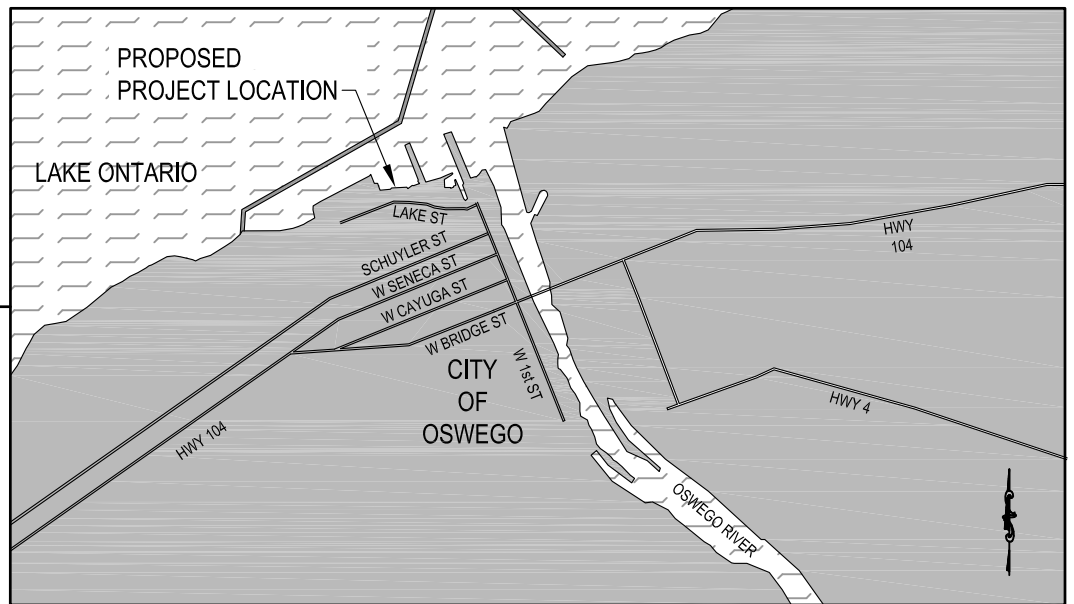 PROPOSED
PROJECT LOCATION
LAKE ONTARIO
LAKE ST
SCHUYLER ST
W SENECA ST
W CAYUGA ST
W BRIDGE ST
W 1st ST
HWY
104
CITY
OF
OSWEGO
HWY 4
HWY 104
OSWEGO RIVER